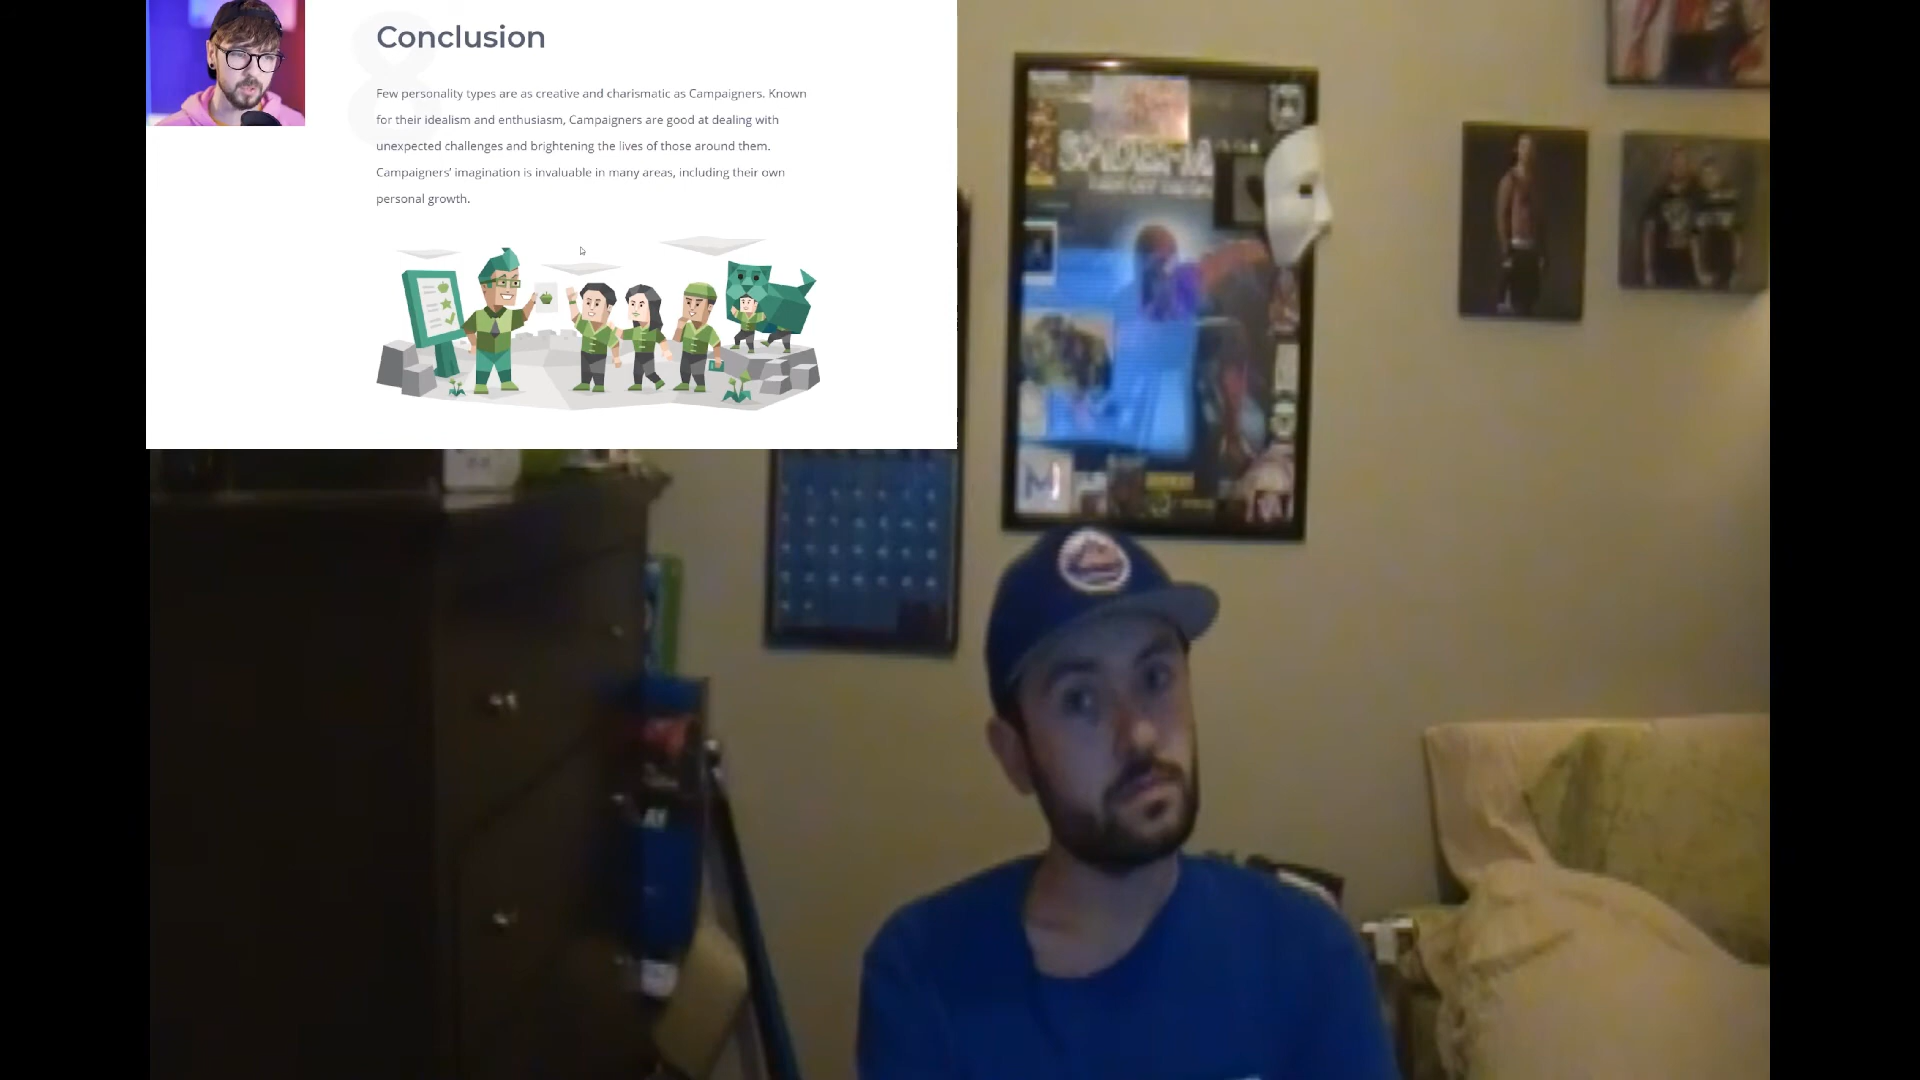 Conclusion
8
Few personality types are as creative and charismatic as Campaigners. Known
for their idealism and enthusiasm, Campaigners are good at dealing with
unexpected challenges and brightening the lives of those around them.
Campaigners' imagination is invaluable in many areas, including their own
personal growth.